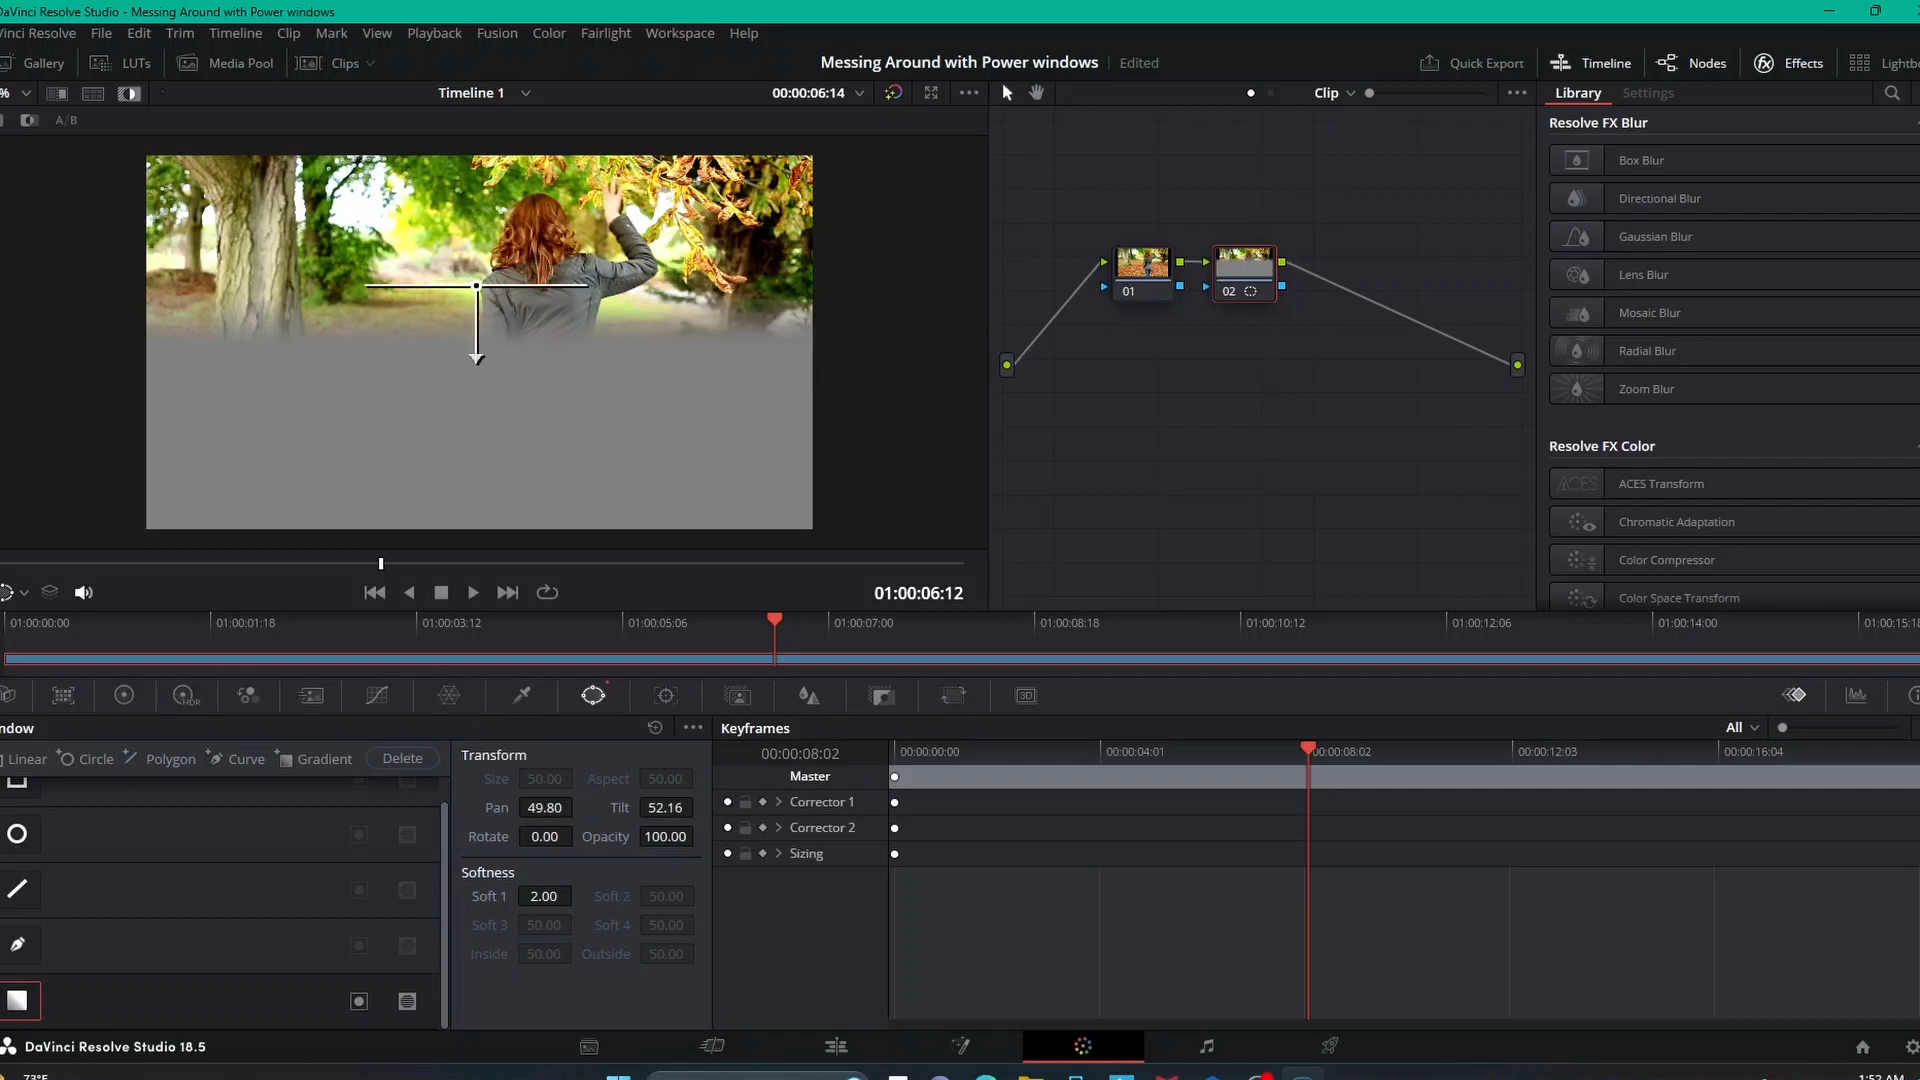 DaVinci Resolve Studio - Messing Around with Power windows
Vinci Resolve File Edit Trim Timeline Clip Mark View Playback Fusion Color Fairlight Workspace Help
Gallery LUTs Media Pool Clips Messing Around with Power windows Edited Quick Export Timeline Nodes Effects Lightb
% Timeline 1 00:00:06:14 Clip Library Settings
A/B
Resolve FX Blur
Box Blur
Directional Blur
Gaussian Blur
Lens Blur
Mosaic Blur
Radial Blur
Zoom Blur
01 02
Resolve FX Color
ACES ACES Transform
Chromatic Adaptation
Color Compressor
Color Space Transform
01:00:06:12
01:00:00:00 01:00:01:18 01:00:03:12 01:00:05:06 01:00:07:00 01:00:08:18 01:00:10:12 01:00:12:06 01:00:14:00 01:00:15:18
HDR 3D
ndow Keyframes All
Linear Circle Polygon Curve Gradient Delete
Transform
Size 50.00 Aspect 50.00
Pan 49.80 Tilt 52.16
Rotate 0.00 Opacity 100.00
Softness
Soft 1 2.00 Soft 2 50.00
Soft 3 50.00 Soft 4 50.00
Inside 50.00 Outside 50.00
00:00:08:02 00:00:00:00 00:00:04:01 00:00:08:02 00:00:12:03 00:00:16:04
Master
Corrector 1
Corrector 2
Sizing
DaVinci Resolve Studio 18.5
73°F 1:52 AM